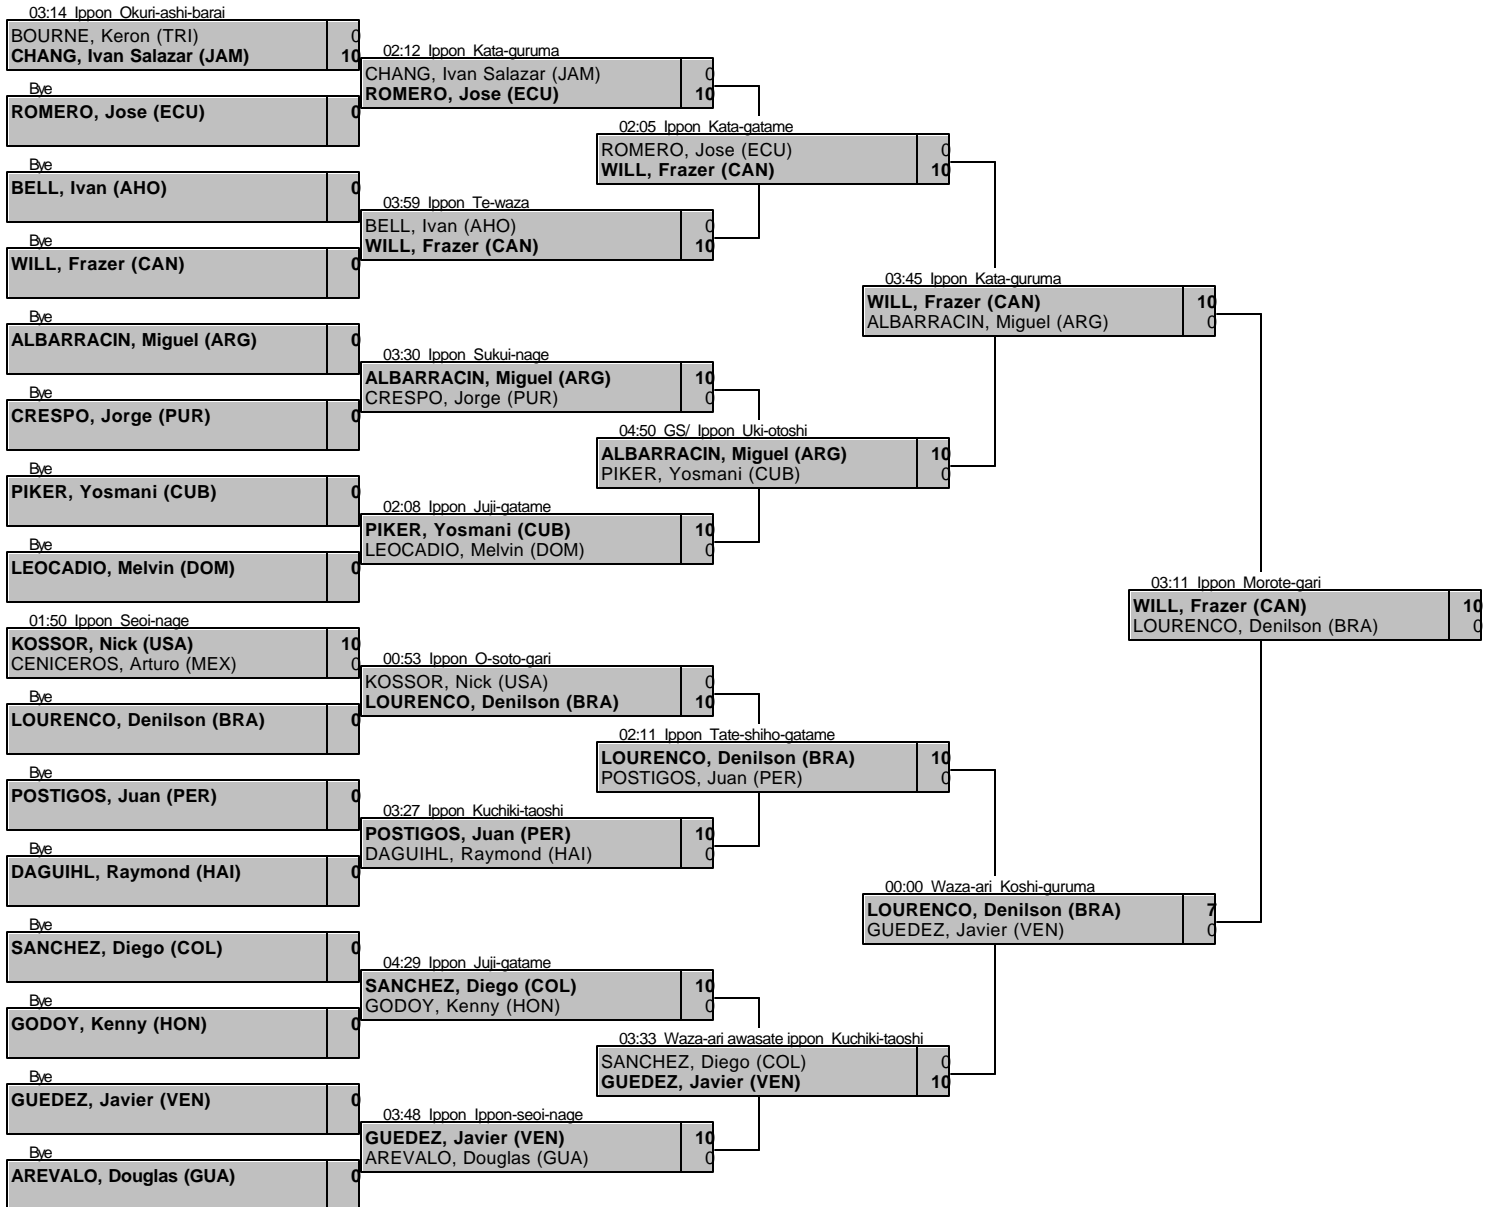 03:14 Ippon Okuri-ashi-barai
BOURNE, Keron (TRI) 0
CHANG, Ivan Salazar (JAM) 10
Bye
ROMERO, Jose (ECU) 0
Bye
BELL, Ivan (AHO) 0
Bye
WILL, Frazer (CAN) 0
Bye
ALBARRACIN, Miguel (ARG) 0
Bye
CRESPO, Jorge (PUR) 0
Bye
PIKER, Yosmani (CUB) 0
Bye
LEOCADIO, Melvin (DOM) 0
01:50 Ippon Seoi-nage
KOSSOR, Nick (USA) 10
CENICEROS, Arturo (MEX) 0
Bye
LOURENCO, Denilson (BRA) 0
Bye
POSTIGOS, Juan (PER) 0
Bye
DAGUIHL, Raymond (HAI) 0
Bye
SANCHEZ, Diego (COL) 0
Bye
GODOY, Kenny (HON) 0
Bye
GUEDEZ, Javier (VEN) 0
Bye
AREVALO, Douglas (GUA) 0
02:12 Ippon Kata-guruma
CHANG, Ivan Salazar (JAM) 0
ROMERO, Jose (ECU) 10
03:59 Ippon Te-waza
BELL, Ivan (AHO) 0
WILL, Frazer (CAN) 10
03:30 Ippon Sukui-nage
ALBARRACIN, Miguel (ARG) 10
CRESPO, Jorge (PUR) 0
02:08 Ippon Juji-gatame
PIKER, Yosmani (CUB) 10
LEOCADIO, Melvin (DOM) 0
00:53 Ippon O-soto-gari
KOSSOR, Nick (USA) 0
LOURENCO, Denilson (BRA) 10
03:27 Ippon Kuchiki-taoshi
POSTIGOS, Juan (PER) 10
DAGUIHL, Raymond (HAI) 0
04:29 Ippon Juji-gatame
SANCHEZ, Diego (COL) 10
GODOY, Kenny (HON) 0
03:48 Ippon Ippon-seoi-nage
GUEDEZ, Javier (VEN) 10
AREVALO, Douglas (GUA) 0
02:05 Ippon Kata-gatame
ROMERO, Jose (ECU) 0
WILL, Frazer (CAN) 10
04:50 GS/ Ippon Uki-otoshi
ALBARRACIN, Miguel (ARG) 10
PIKER, Yosmani (CUB) 0
02:11 Ippon Tate-shiho-gatame
LOURENCO, Denilson (BRA) 10
POSTIGOS, Juan (PER) 0
03:33 Waza-ari awasate ippon Kuchiki-taoshi
SANCHEZ, Diego (COL) 0
GUEDEZ, Javier (VEN) 10
03:45 Ippon Kata-guruma
WILL, Frazer (CAN) 10
ALBARRACIN, Miguel (ARG) 0
00:00 Waza-ari Koshi-guruma
LOURENCO, Denilson (BRA) 7
GUEDEZ, Javier (VEN) 0
03:11 Ippon Morote-gari
WILL, Frazer (CAN) 10
LOURENCO, Denilson (BRA) 0